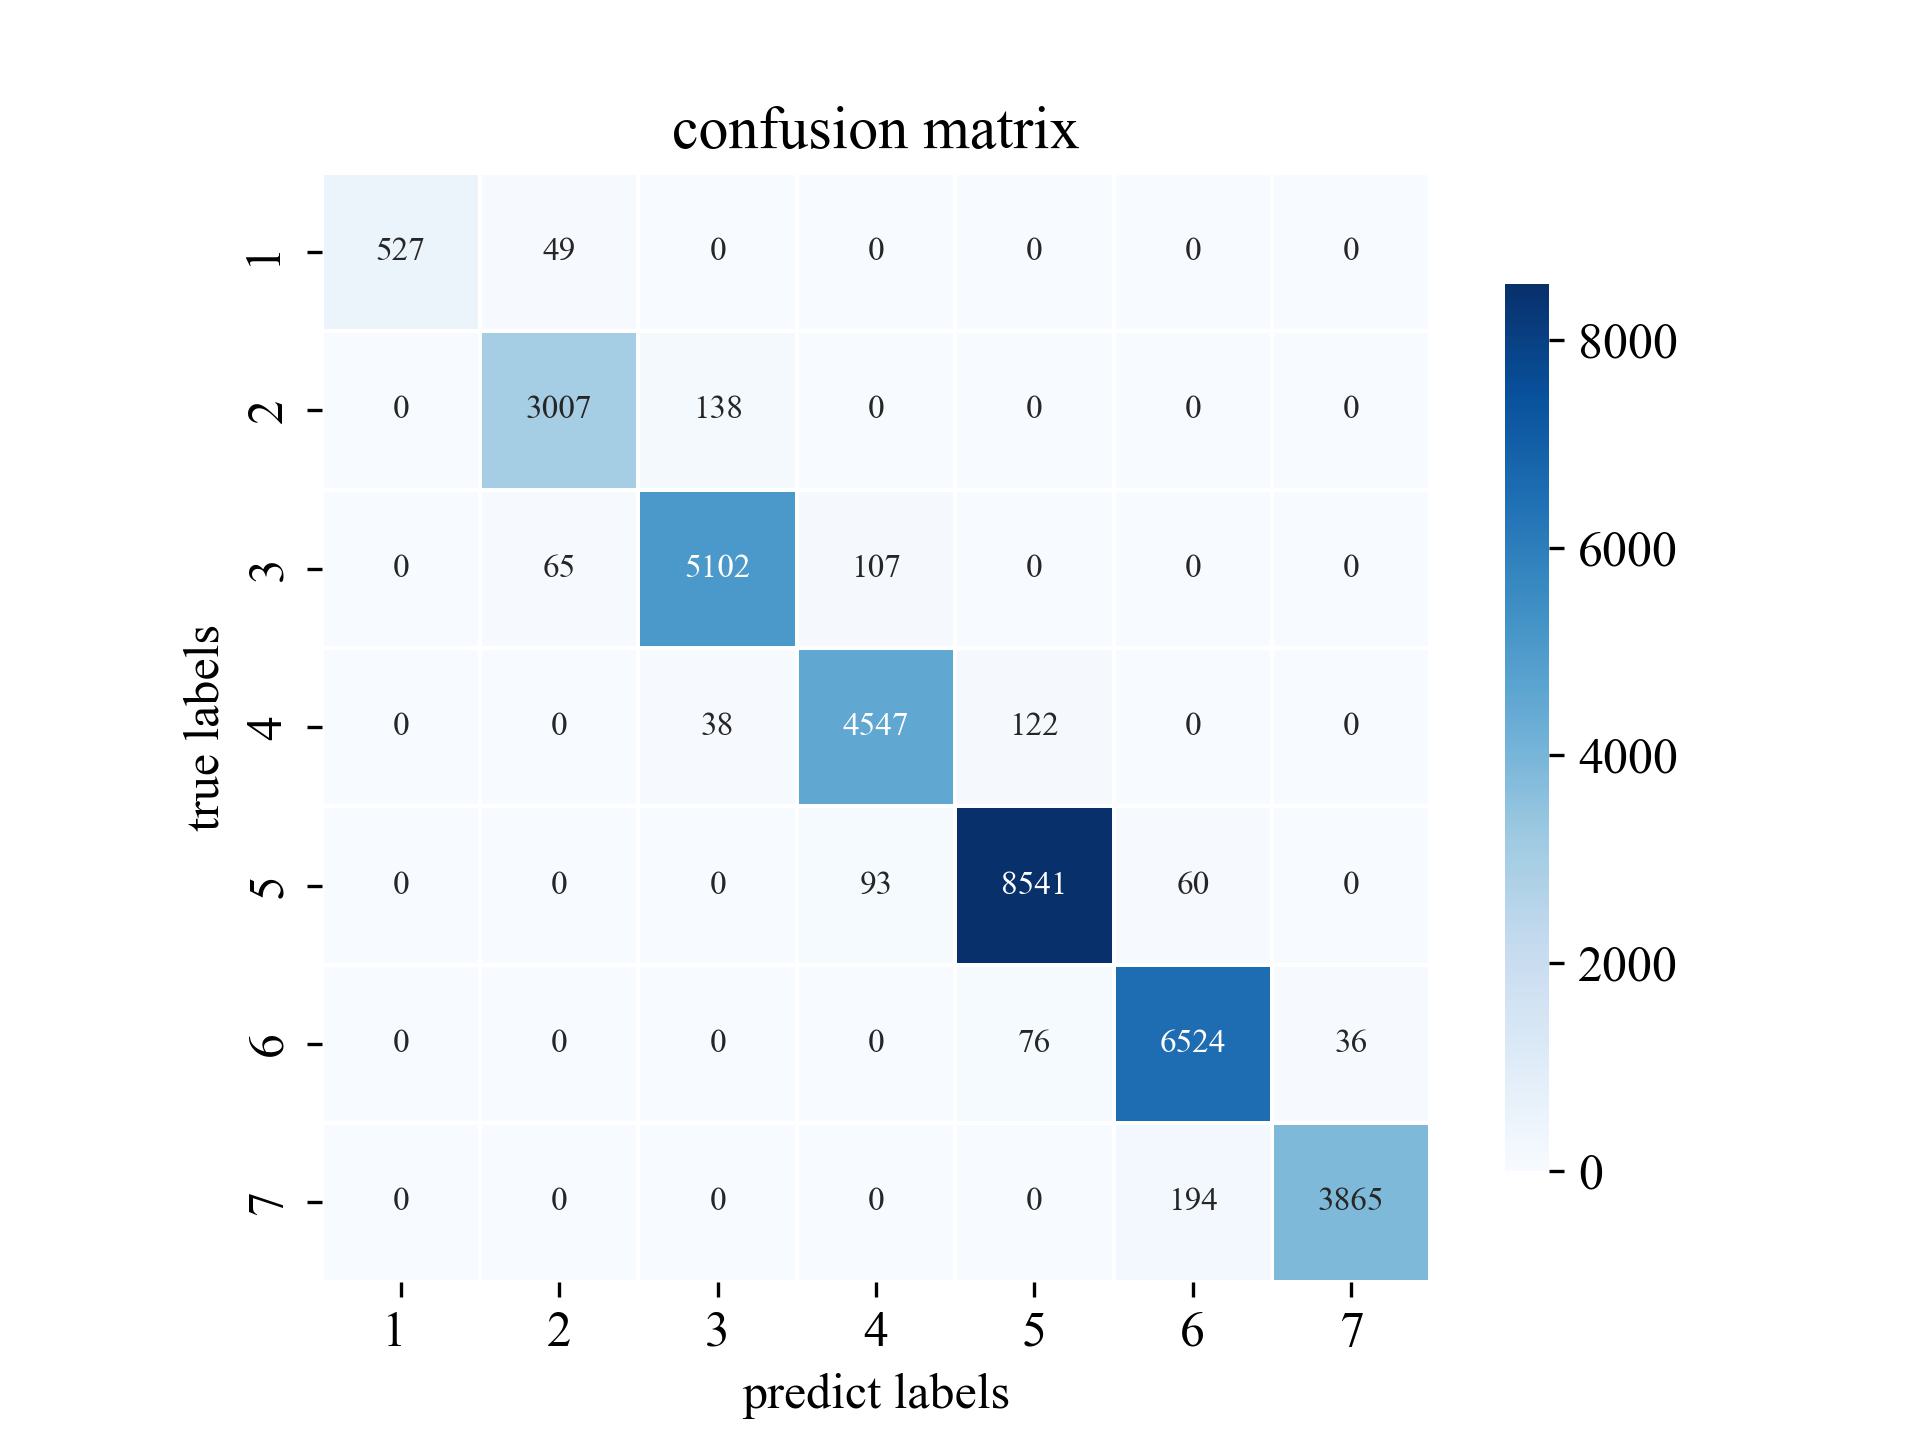 confusion matrix
true labels
1 527 49 0 0 0 0 0
2 0 3007 138 0 0 0 0
3 0 65 5102 107 0 0 0
4 0 0 38 4547 122 0 0
5 0 0 0 93 8541 60 0
6 0 0 0 0 76 6524 36
7 0 0 0 0 0 194 3865
1 2 3 4 5 6 7
predict labels
8000
6000
4000
2000
0